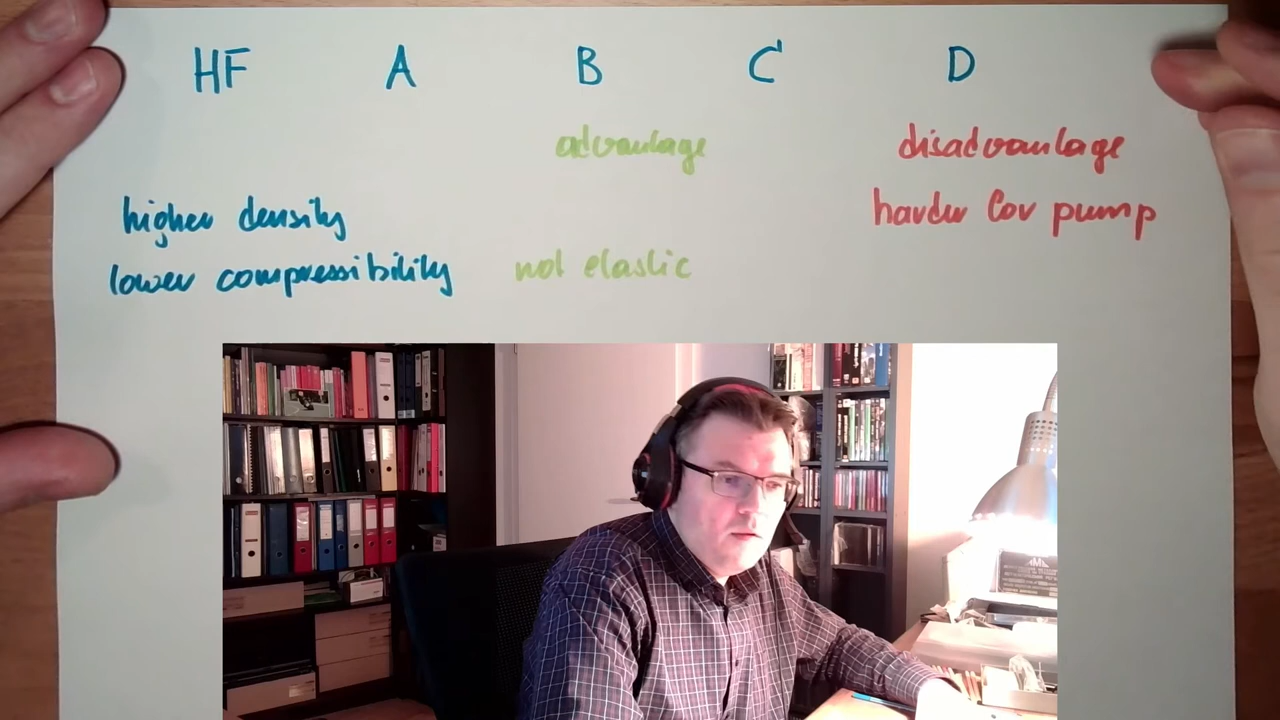 HF A B C D
advantage disadvantage
harder for pump
higher density
lower compressibility not elastic